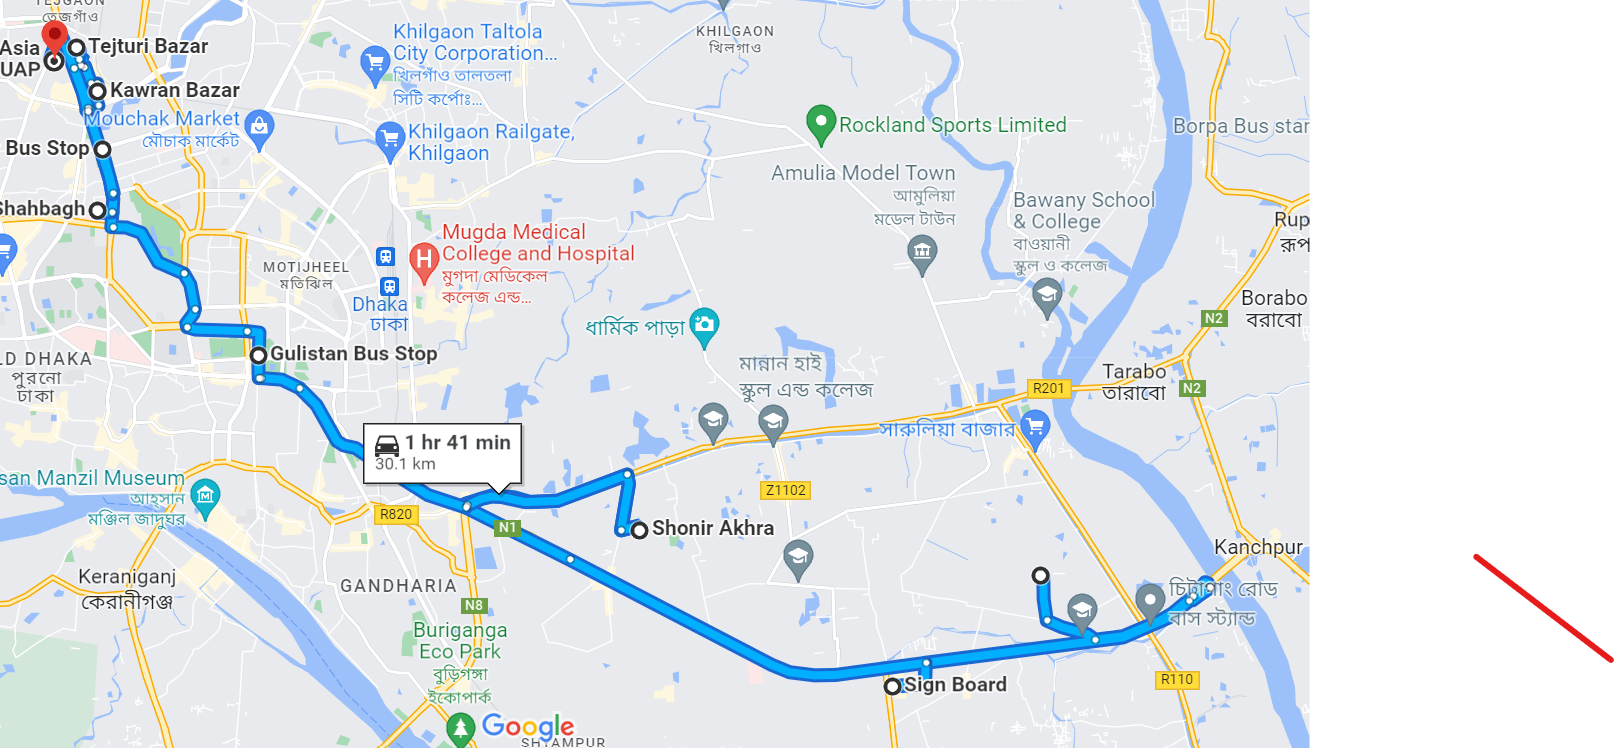 TEJGAON
তেজগাঁও
Asia
UAP
Tejturi Bazar
Kawran Bazar
Mouchak Market
মৌচাক মার্কেট
Bus Stop
Shahbagh
Khilgaon Taltola
City Corporation...
খিলগাঁও তালতলা
সিটি কর্পোঃ...
Khilgaon Railgate,
Khilgaon
KHILGAON
খিলগাঁও
Rockland Sports Limited
Borpa Bus stan
Amulia Model Town
আমুলিয়া
মডেল টাউন
Bawany School
& College
বাওয়ানী
স্কুল ও কলেজ
Rup
রূপ
Mugda Medical
College and Hospital
মুগদা মেডিকেল
কলেজ এন্ড...
MOTIJHEEL
মতিঝিল
Dhaka
ঢাকা
ধার্মিক পাড়া
Borabo
বরাবো
N2
LD DHAKA
পুরনো
ঢাকা
Gulistan Bus Stop
মান্নান হাই
স্কুল এন্ড কলেজ
R201
Tarabo
তারাবো
N2
1 hr 41 min
30.1 km
সারুলিয়া বাজার
san Manzil Museum
আহসান
মঞ্জিল জাদুঘর
R820
N1
Z1102
Shonir Akhra
Kanchpur
Keraniganj
কেরানীগঞ্জ
GANDHARIA
N8
চিটাগাং রোড
বাস স্ট্যান্ড
Buriganga
Eco Park
বুড়িগঙ্গা
ইকোপার্ক
Sign Board
R110
Google
SHYAMPUR